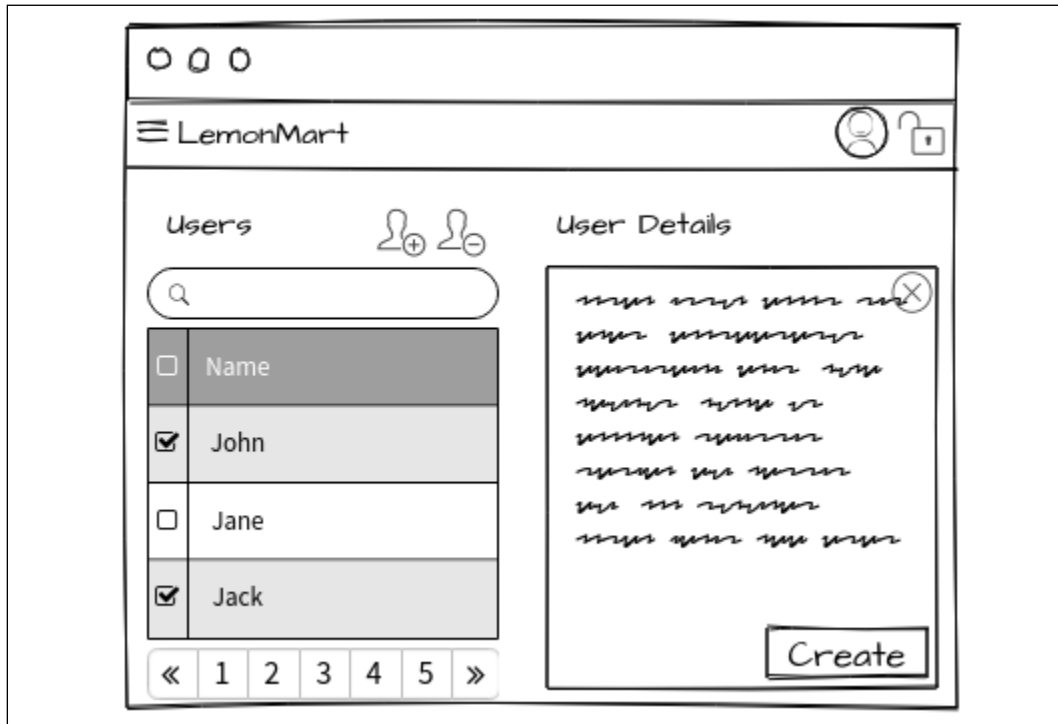 LemonMart
Users
User Details
Name
John
Jane
Jack
« 1 2 3 4 5 »
Create